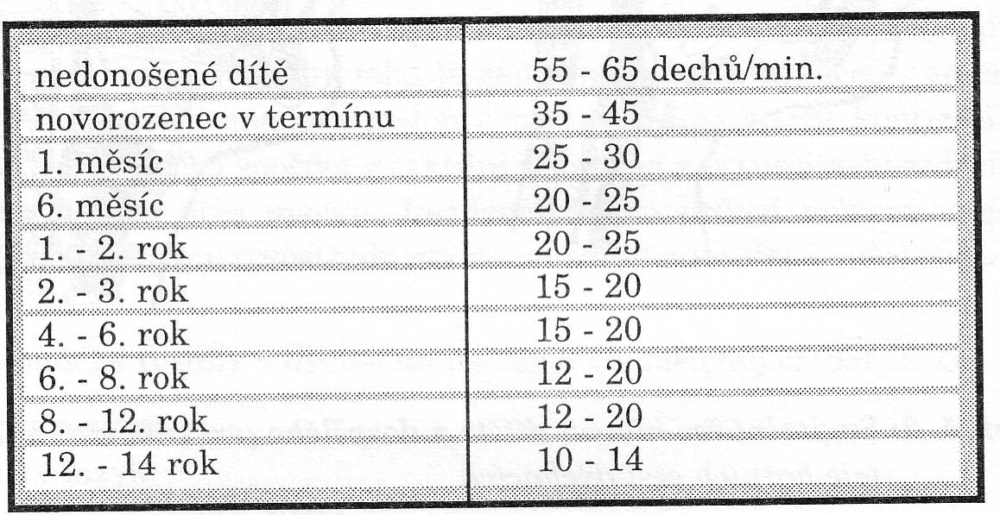 nedonošené dítě 55 - 65 dechů/min.
novorozenec v termínu 35 - 45
1. měsíc 25 - 30
6. měsíc 20 - 25
1. - 2. rok 20 - 25
2. - 3. rok 15 - 20
4. - 6. rok 15 - 20
6. - 8. rok 12 - 20
8. - 12. rok 12 - 20
12. - 14 rok 10 - 14